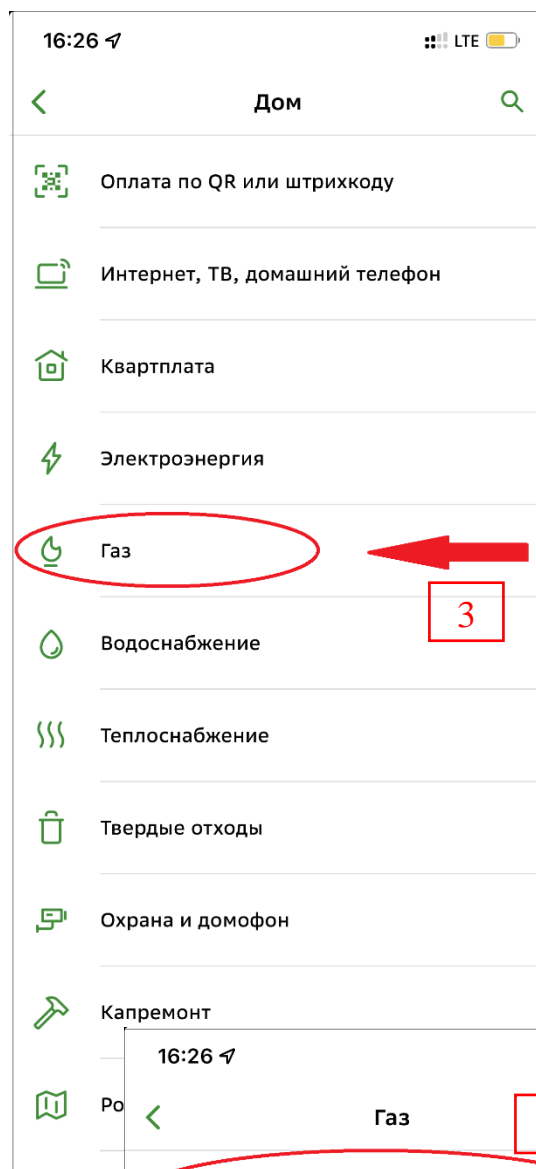 16:26
LTE
Дом
Оплата по QR или штрихкоду
Интернет, ТВ, домашний телефон
Квартплата
Электроэнергия
Газ
3
Водоснабжение
Теплоснабжение
Твердые отходы
Охрана и домофон
Капремонт
16:26
Ро
Газ